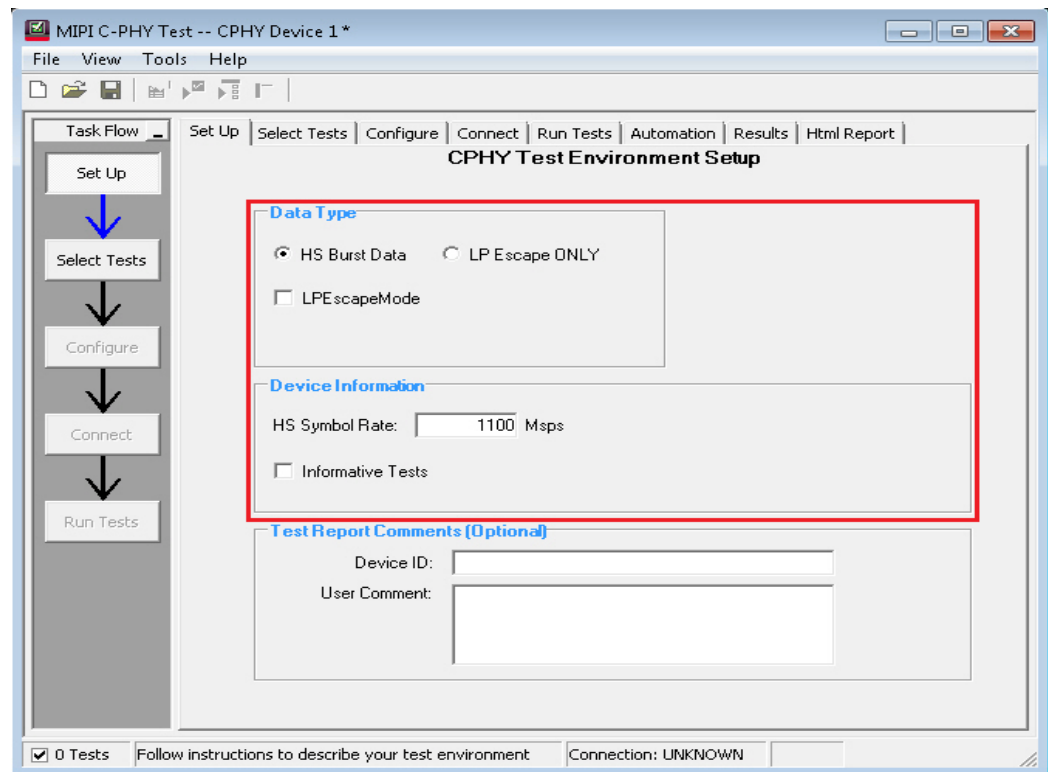 MIPI C-PHY Test -- CPHY Device 1 *
File View Tools Help
Task Flow _
Set Up Select Tests Configure Connect Run Tests Automation Results Html Report
CPHY Test Environment Setup
Set Up
Select Tests
Configure
Connect
Run Tests
Data Type
HS Burst Data LP Escape ONLY
LPEscapeMode
Device Information
HS Symbol Rate: 1100 Msps
Informative Tests
Test Report Comments (Optional)
Device ID:
User Comment:
0 Tests Follow instructions to describe your test environment Connection: UNKNOWN